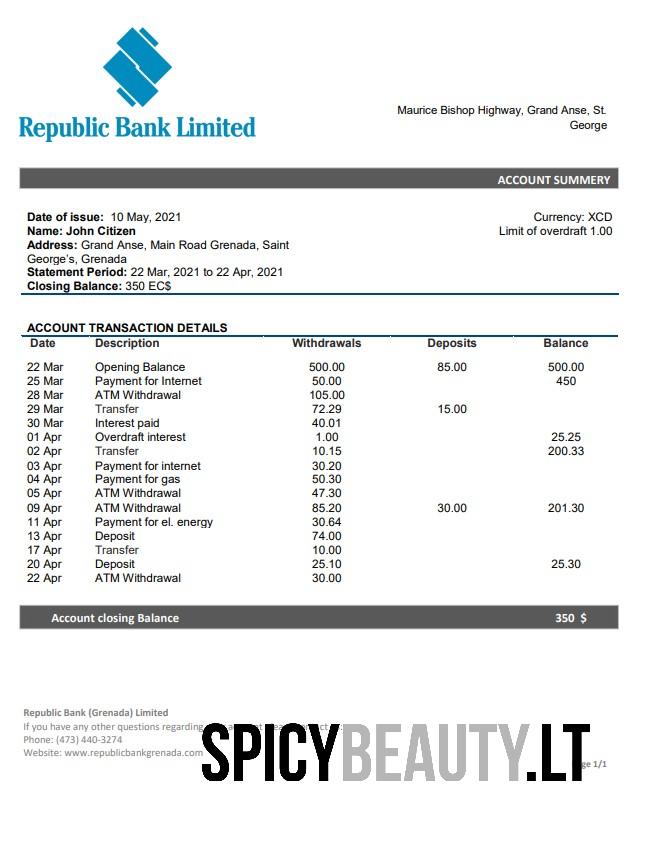 Republic Bank Limited
Maurice Bishop Highway, Grand Anse, St.
George
ACCOUNT SUMMERY
Date of issue: 10 May, 2021
Currency: XCD
Name: John Citizen
Limit of overdraft 1.00
Address: Grand Anse, Main Road Grenada, Saint
George's, Grenada
Statement Period: 22 Mar, 2021 to 22 Apr, 2021
Closing Balance: 350 EC$
ACCOUNT TRANSACTION DETAILS
Date Description Withdrawals Deposits Balance
22 Mar Opening Balance 500.00 85.00 500.00
25 Mar Payment for Internet 50.00 450
28 Mar ATM Withdrawal 105.00
29 Mar Transfer 72.29 15.00
30 Mar Interest paid 40.01
01 Apr Overdraft interest 1.00 25.25
02 Apr Transfer 10.15 200.33
03 Apr Payment for internet 30.20
04 Apr Payment for gas 50.30
05 Apr ATM Withdrawal 47.30
09 Apr ATM Withdrawal 85.20 30.00 201.30
11 Apr Payment for el. energy 30.64
13 Apr Deposit 74.00
17 Apr Transfer 10.00
20 Apr Deposit 25.10 25.30
22 Apr ATM Withdrawal 30.00
Account closing Balance 350 $
Republic Bank (Grenada) Limited
If you have any other questions regarding
Phone: (473) 440-3274
Website: www.republicbankgrenada.com
SPICYBEAUTY.LT
1/1